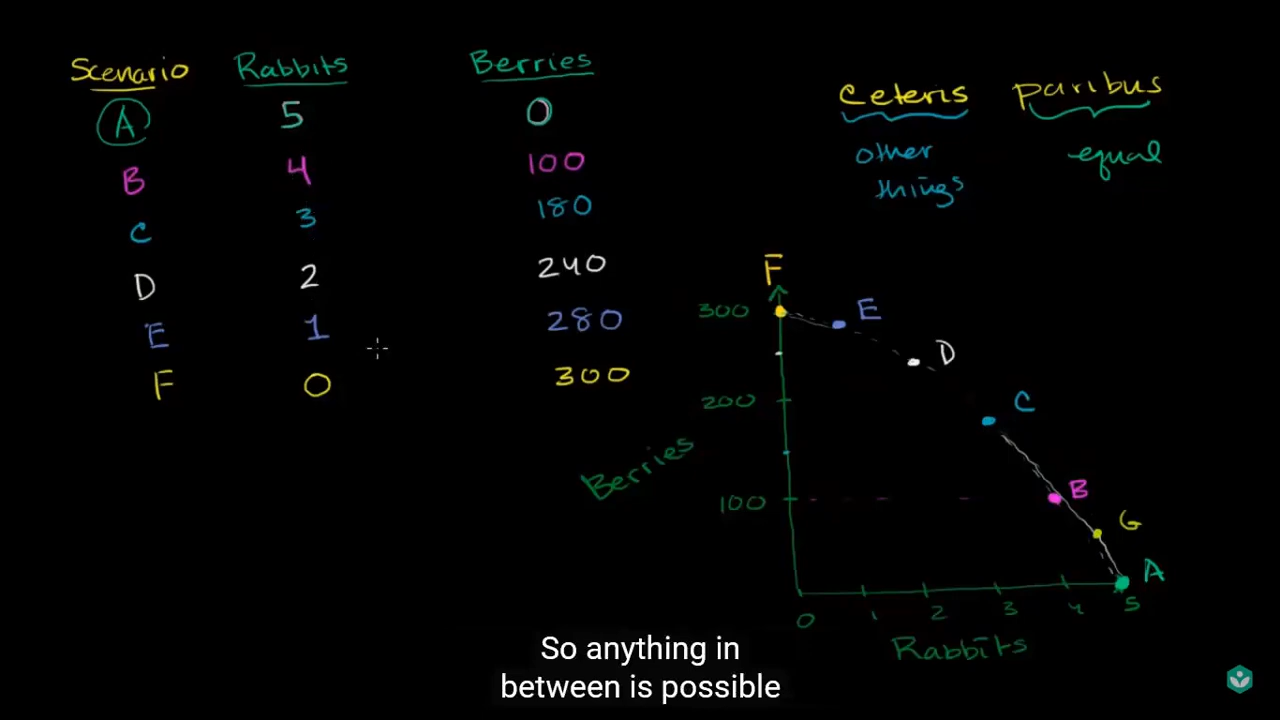 Scenario Rabbits Berries
A 5 0
B 4 100
C 3 180
D 2 240
E 1 280
F 0 300
Ceteris paribus
other equal
things
F
300 E
D
200 C
Berries
100 B
G
A
0 1 2 3 4 5
Rabbits
So anything in
between is possible